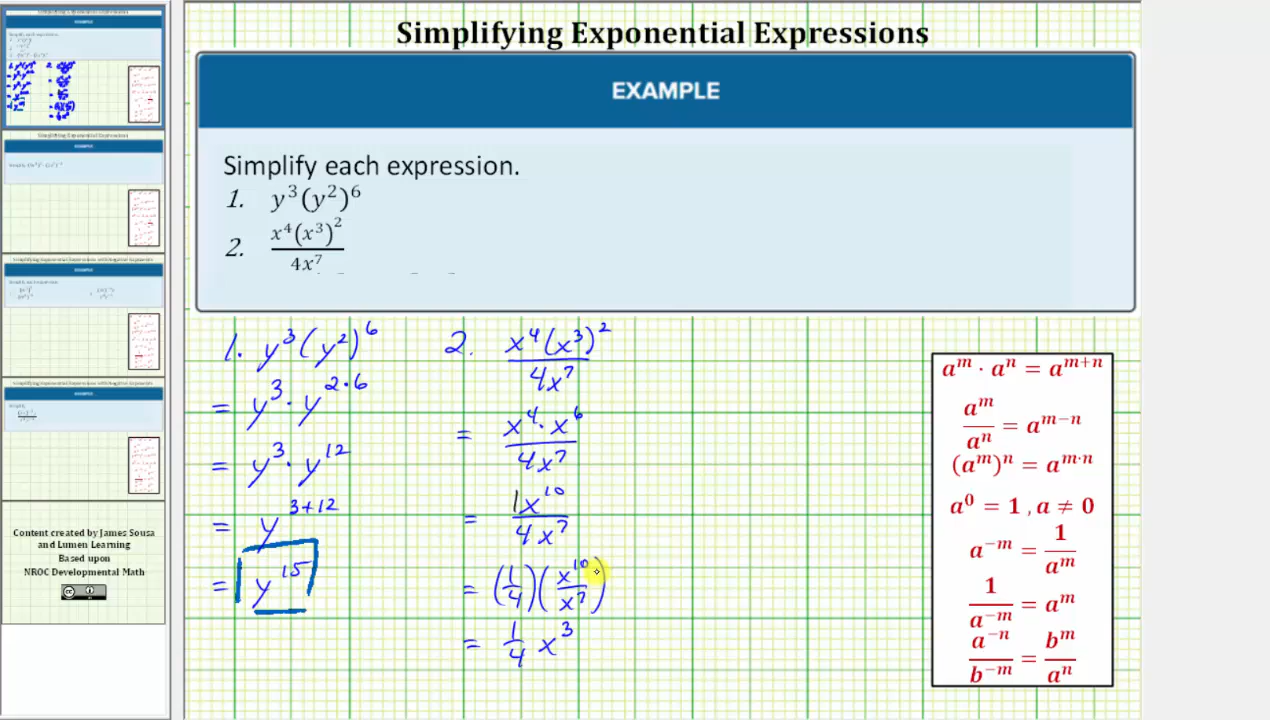 Simplifying Exponential Expressions
EXAMPLE
Simplify each expression.
1. y³(y²)⁶
2. x⁴(x³)²
4x⁷
1. y³(y²)⁶
= y³·y²·⁶
= y³·y¹²
= y³⁺¹²
= y¹⁵
2. x⁴(x³)²
4x⁷
= x⁴·x⁶
4x⁷
= 1x¹⁰
4x⁷
= (1/4)(x¹⁰/x⁷)
= 1/4 x³
aᵐ · aⁿ = aᵐ⁺ⁿ
aᵐ/aⁿ = aᵐ⁻ⁿ
(aᵐ)ⁿ = aᵐ·ⁿ
a⁰ = 1 , a ≠ 0
a⁻ᵐ = 1/aᵐ
1/a⁻ᵐ = aᵐ
a⁻ⁿ/b⁻ᵐ = bᵐ/aⁿ
Content created by James Sousa
and Lumen Learning
Based upon
NROC Developmental Math
cc